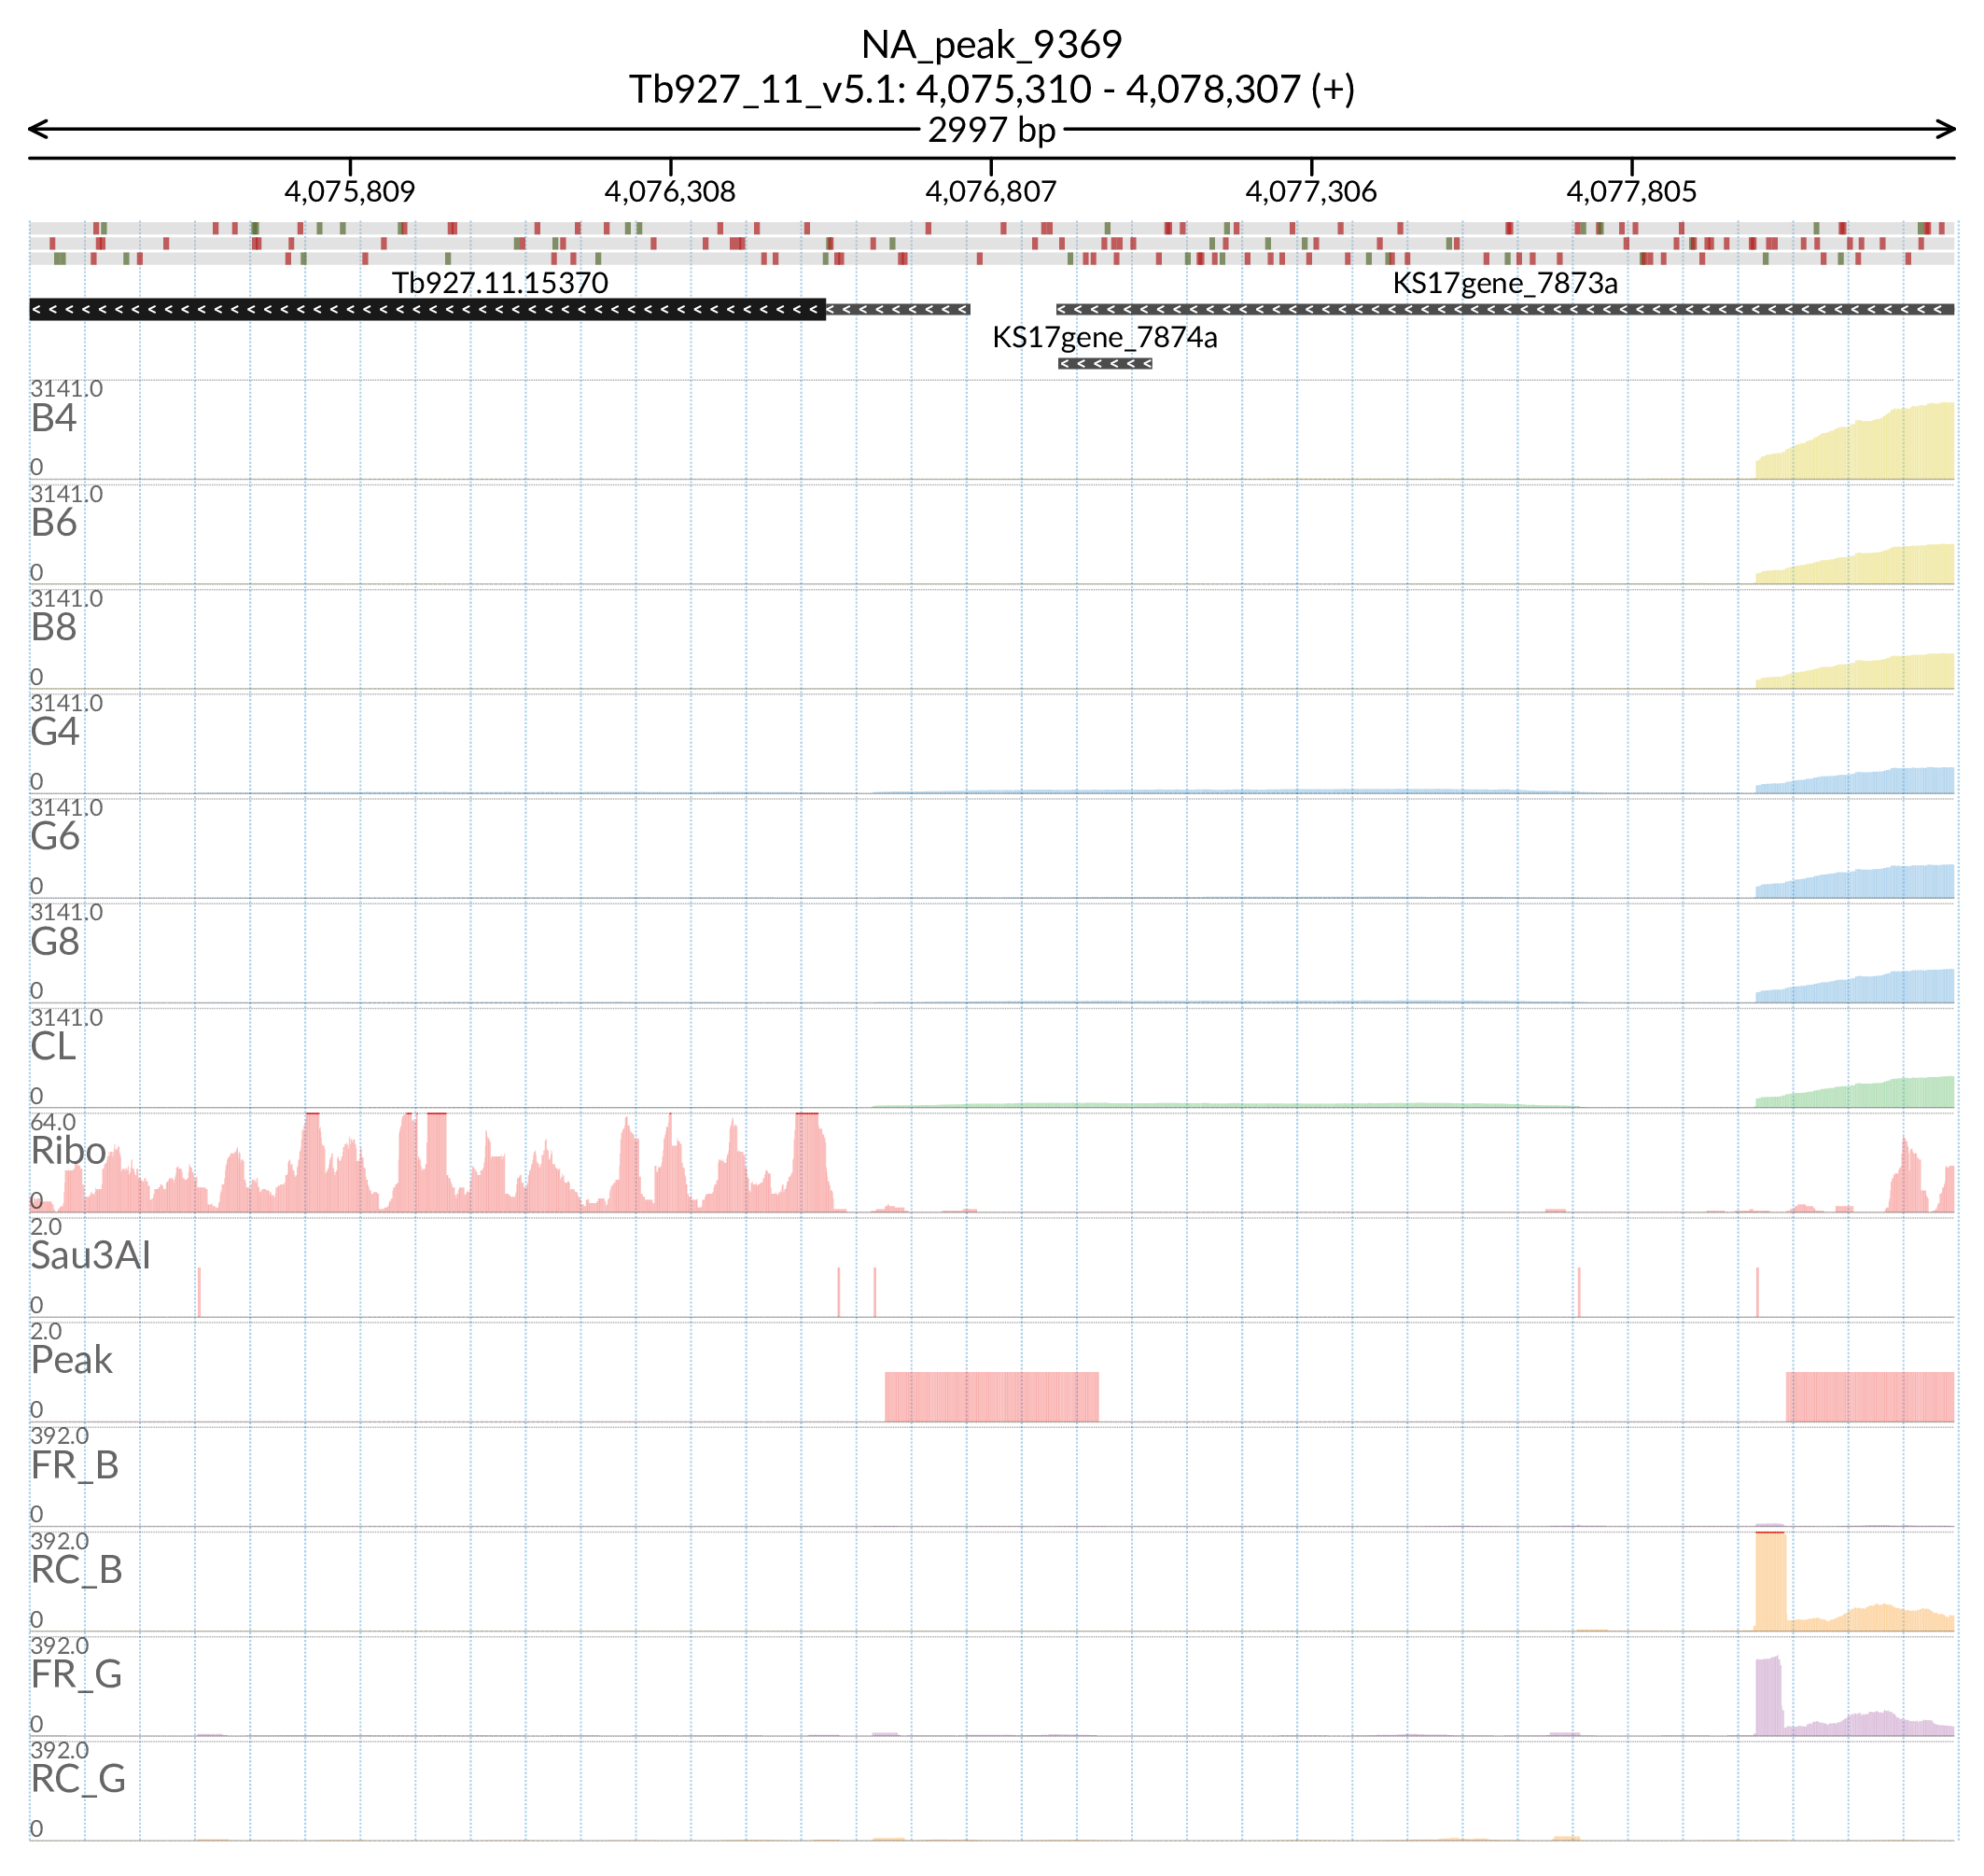 NA_peak_9369
Tb927_11_v5.1: 4,075,310 - 4,078,307 (+)
2997 bp
4,075,809 4,076,308 4,076,807 4,077,306 4,077,805
Tb927.11.15370 KS17gene_7873a
KS17gene_7874a
3141.0
B4
0
3141.0
B6
0
3141.0
B8
0
3141.0
G4
0
3141.0
G6
0
3141.0
G8
0
3141.0
CL
0
64.0
Ribo
0
2.0
Sau3AI
0
2.0
Peak
0
392.0
FR_B
0
392.0
RC_B
0
392.0
FR_G
0
392.0
RC_G
0